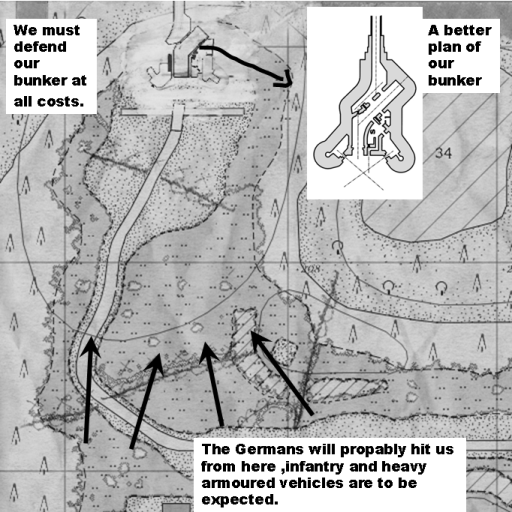 We must
defend
our
bunker at
all costs.
A better
plan of
our
bunker
34
The Germans will propably hit us
from here ,infantry and heavy
armoured vehicles are to be
expected.